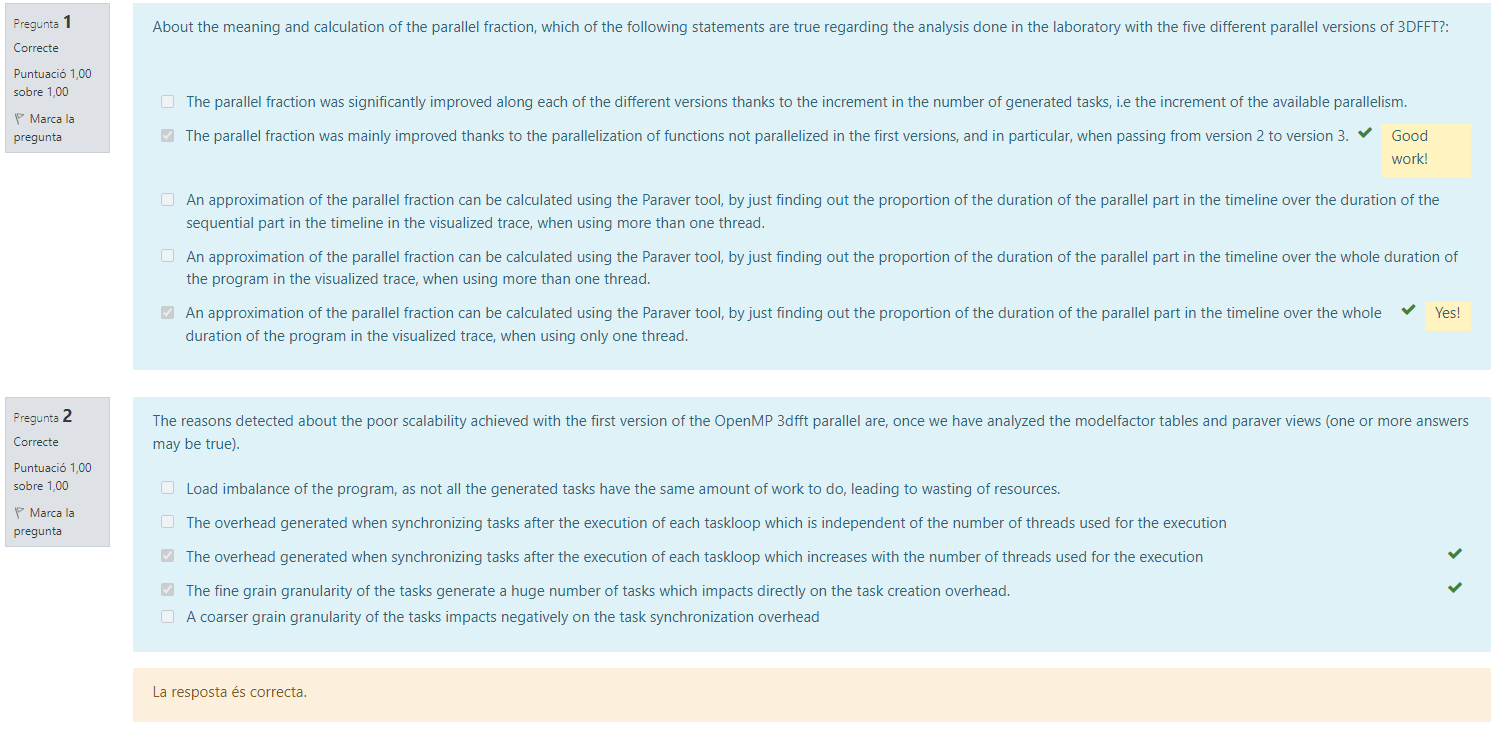 Pregunta 1
Correcte
Puntuació 1,00
sobre 1,00
Marca la
pregunta
About the meaning and calculation of the parallel fraction, which of the following statements are true regarding the analysis done in the laboratory with the five different parallel versions of 3DFFT?:
The parallel fraction was significantly improved along each of the different versions thanks to the increment in the number of generated tasks, i.e the increment of the available parallelism.
The parallel fraction was mainly improved thanks to the parallelization of functions not parallelized in the first versions, and in particular, when passing from version 2 to version 3.
Good
work!
An approximation of the parallel fraction can be calculated using the Paraver tool, by just finding out the proportion of the duration of the parallel part in the timeline over the duration of the
sequential part in the timeline in the visualized trace, when using more than one thread.
An approximation of the parallel fraction can be calculated using the Paraver tool, by just finding out the proportion of the duration of the parallel part in the timeline over the whole duration of
the program in the visualized trace, when using more than one thread.
An approximation of the parallel fraction can be calculated using the Paraver tool, by just finding out the proportion of the duration of the parallel part in the timeline over the whole
duration of the program in the visualized trace, when using only one thread.
Yes!
Pregunta 2
Correcte
Puntuació 1,00
sobre 1,00
Marca la
pregunta
The reasons detected about the poor scalability achieved with the first version of the OpenMP 3dfft parallel are, once we have analyzed the modelfactor tables and paraver views (one or more answers
may be true).
Load imbalance of the program, as not all the generated tasks have the same amount of work to do, leading to wasting of resources.
The overhead generated when synchronizing tasks after the execution of each taskloop which is independent of the number of threads used for the execution
The overhead generated when synchronizing tasks after the execution of each taskloop which increases with the number of threads used for the execution
The fine grain granularity of the tasks generate a huge number of tasks which impacts directly on the task creation overhead.
A coarser grain granularity of the tasks impacts negatively on the task synchronization overhead
La resposta és correcta.